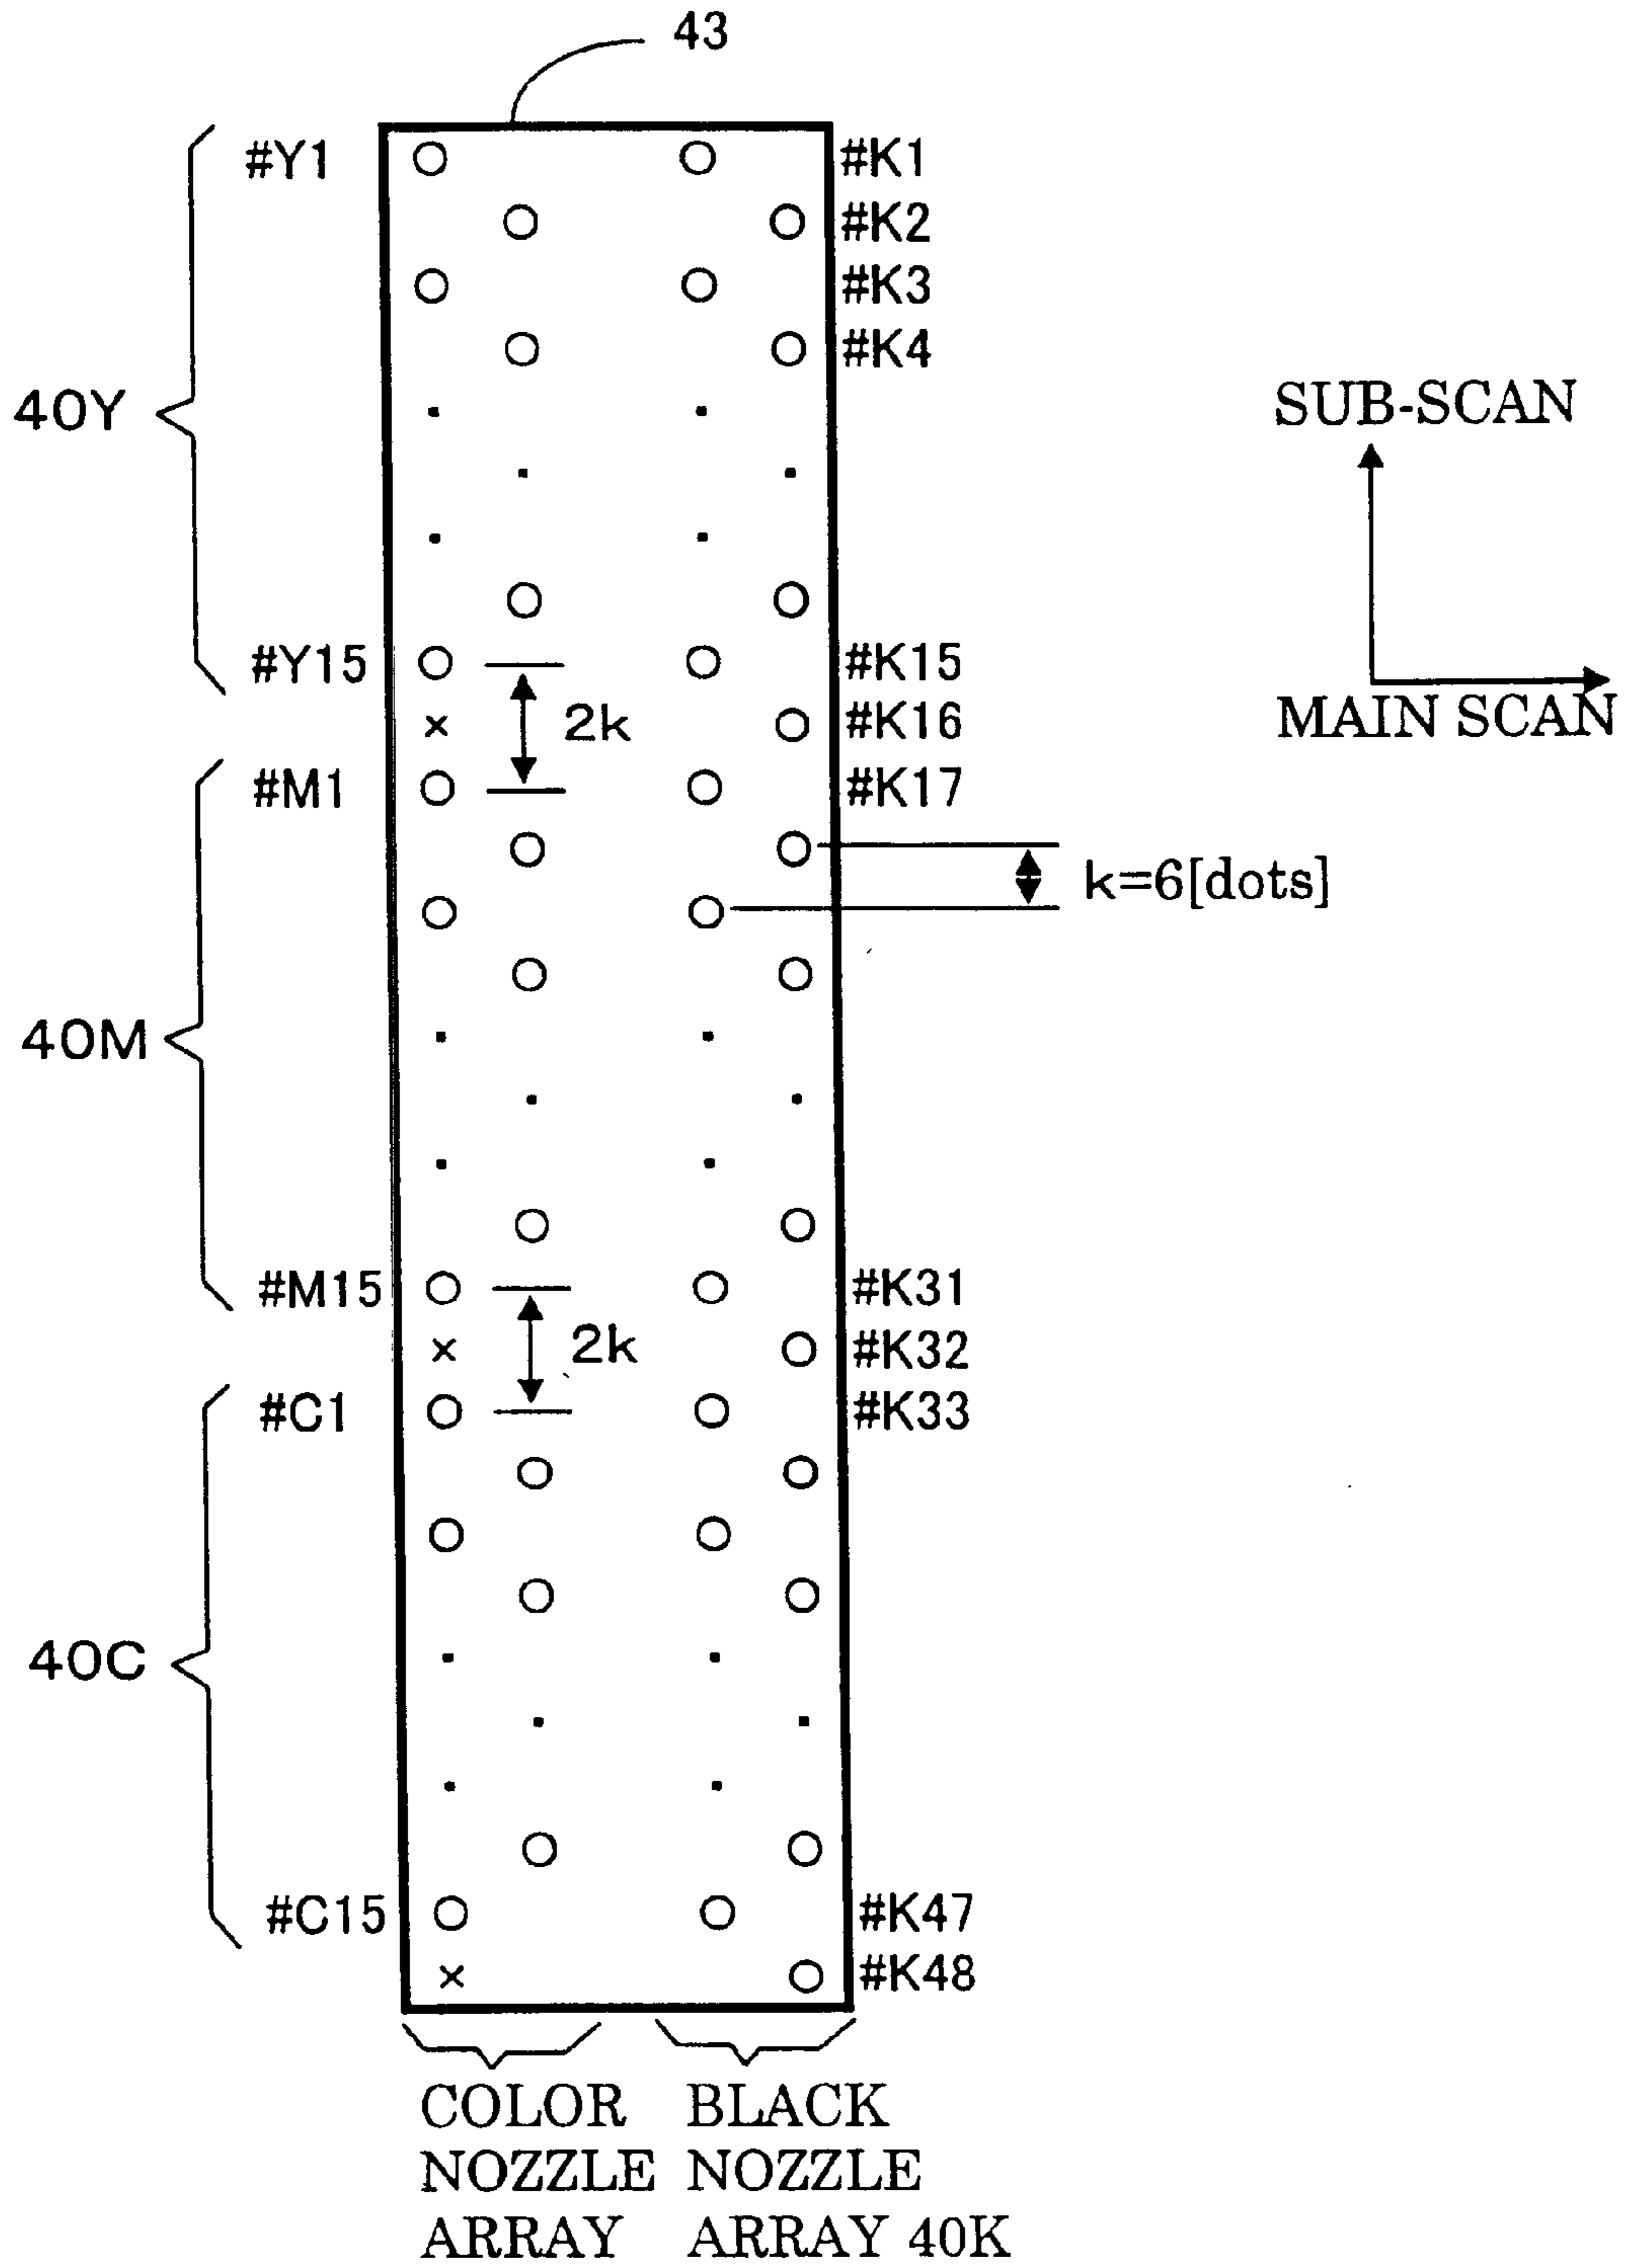 43
#Y1 #K1
#K2
#K3
#K4
40Y
SUB-SCAN
#Y15 #K15
× 2k #K16
MAIN SCAN
#M1 #K17
k=6[dots]
40M
#M15 #K31
× 2k #K32
#C1 #K33
40C
#C15 #K47
× #K48
COLOR NOZZLE ARRAY
BLACK NOZZLE ARRAY 40K